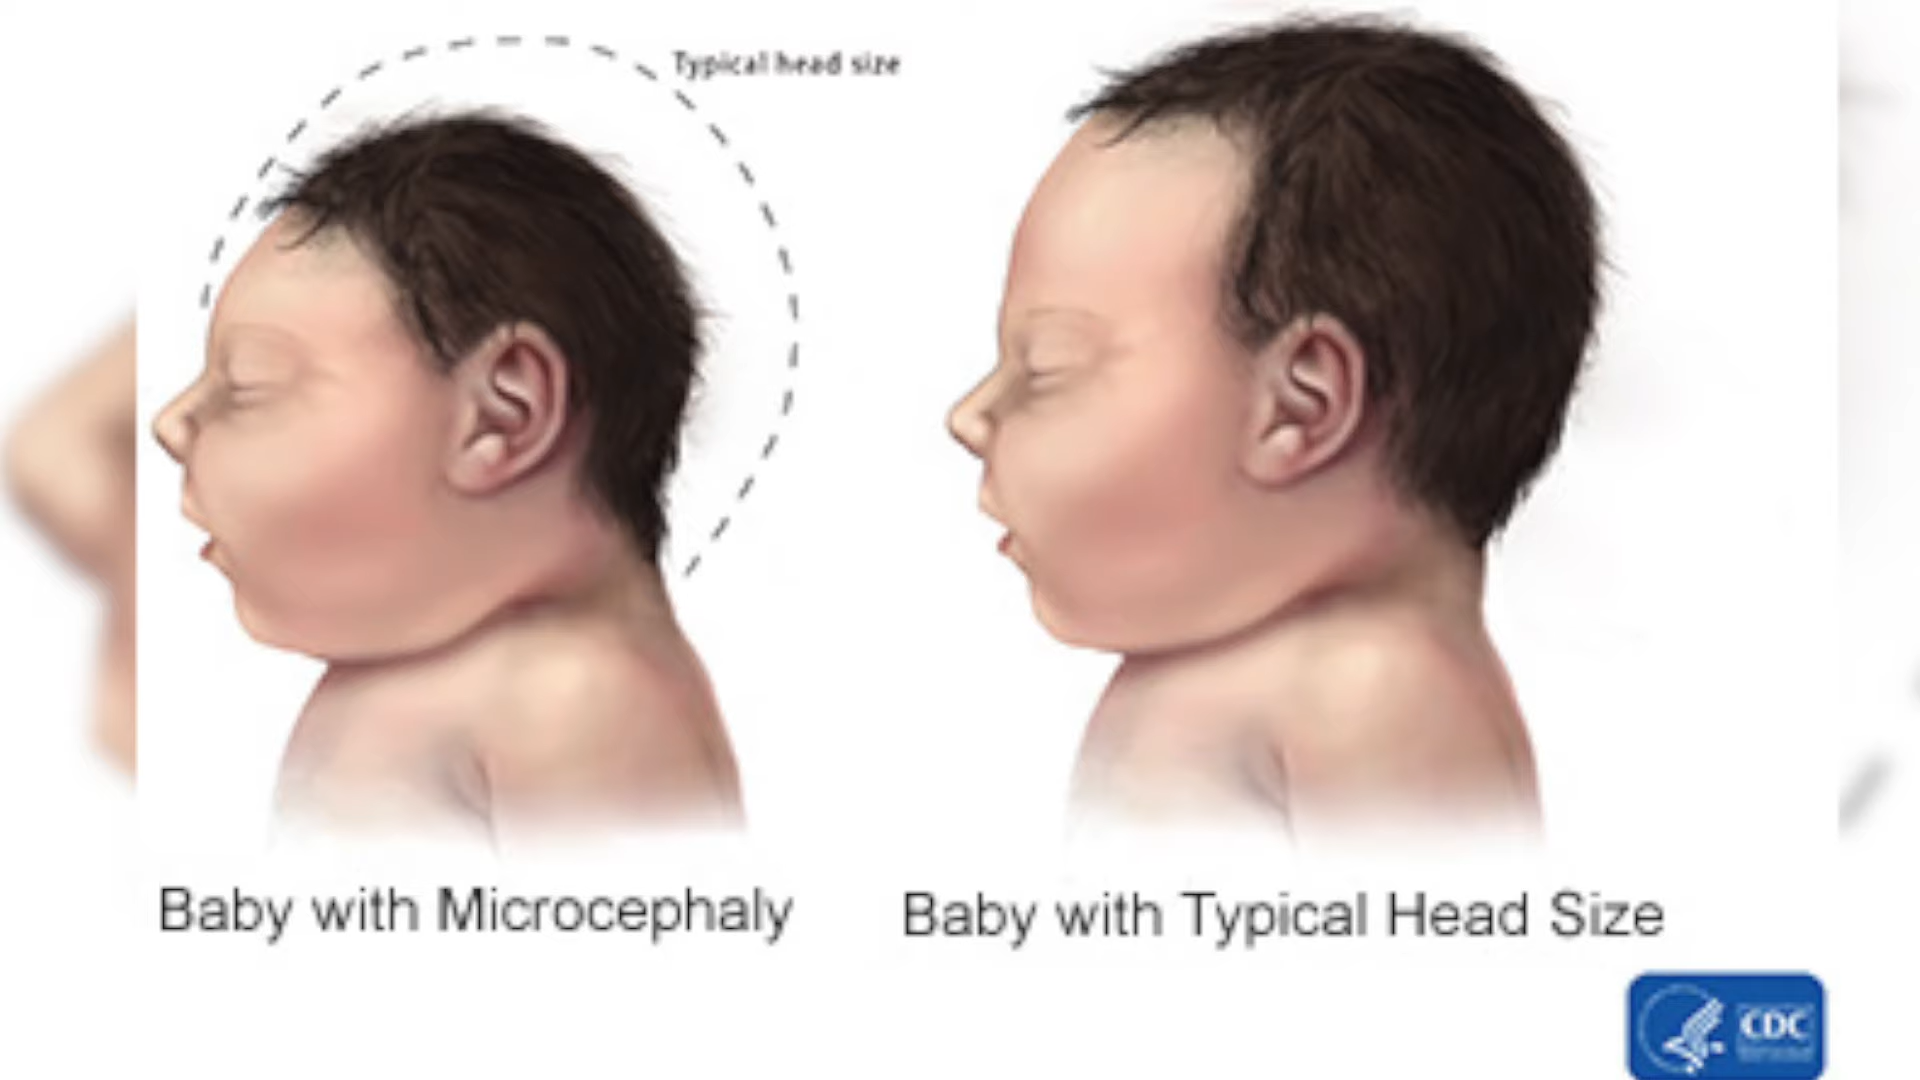 Typical head size
Baby with Microcephaly
Baby with Typical Head Size
CDC